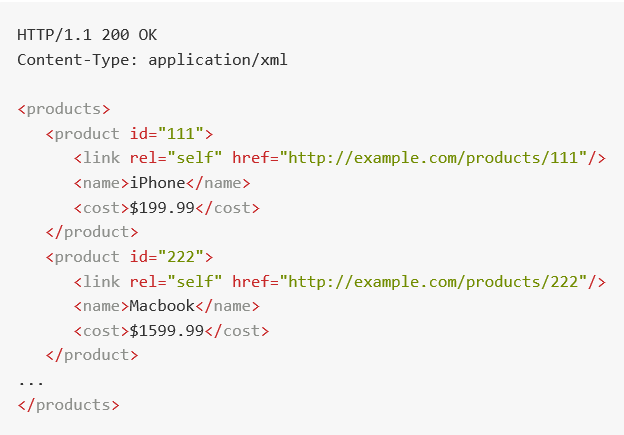 HTTP/1.1 200 OK
Content-Type: application/xml

<products>
   <product id="111">
      <link rel="self" href="http://example.com/products/111"/>
      <name>iPhone</name>
      <cost>$199.99</cost>
   </product>
   <product id="222">
      <link rel="self" href="http://example.com/products/222"/>
      <name>Macbook</name>
      <cost>$1599.99</cost>
   </product>
...
</products>